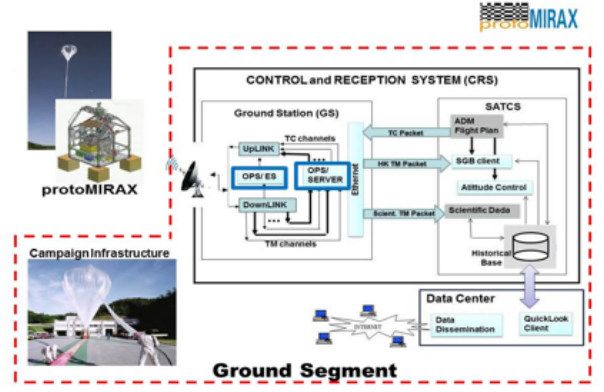 protoMIRAX
CONTROL and RECEPTION SYSTEM (CRS)
Ground Station (GS)
SATCS
TC channels
UpLINK
OPS/ ES
OPS/
SERVER
DownLINK
TM channels
Ethernet
TC Packet
HK TM Packet
Scient. TM Packet
ADM
Flight Plan
SGB client
Atittude Control
Scientific Dada
Historical
Base
protoMIRAX
Campaign Infrastructure
Data Center
INTERNET
Data
Dissemination
QuickLook
Client
Ground Segment